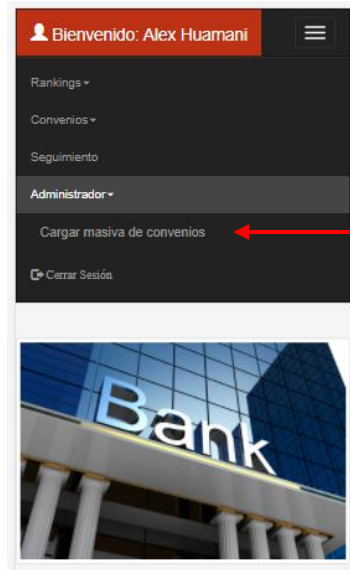 Bienvenido: Alex Huamani
Rankings
Convenios
Seguimiento
Administrador
Cargar masiva de convenios
Cerrar Sesión
Bank